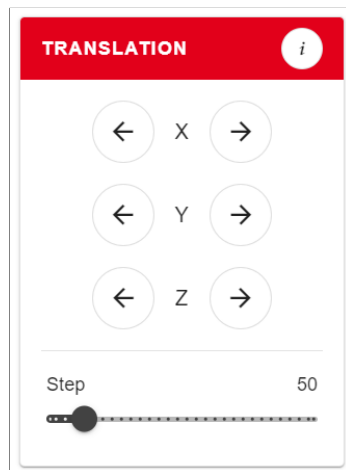 TRANSLATION i
← X →
← Y →
← Z →
Step 50